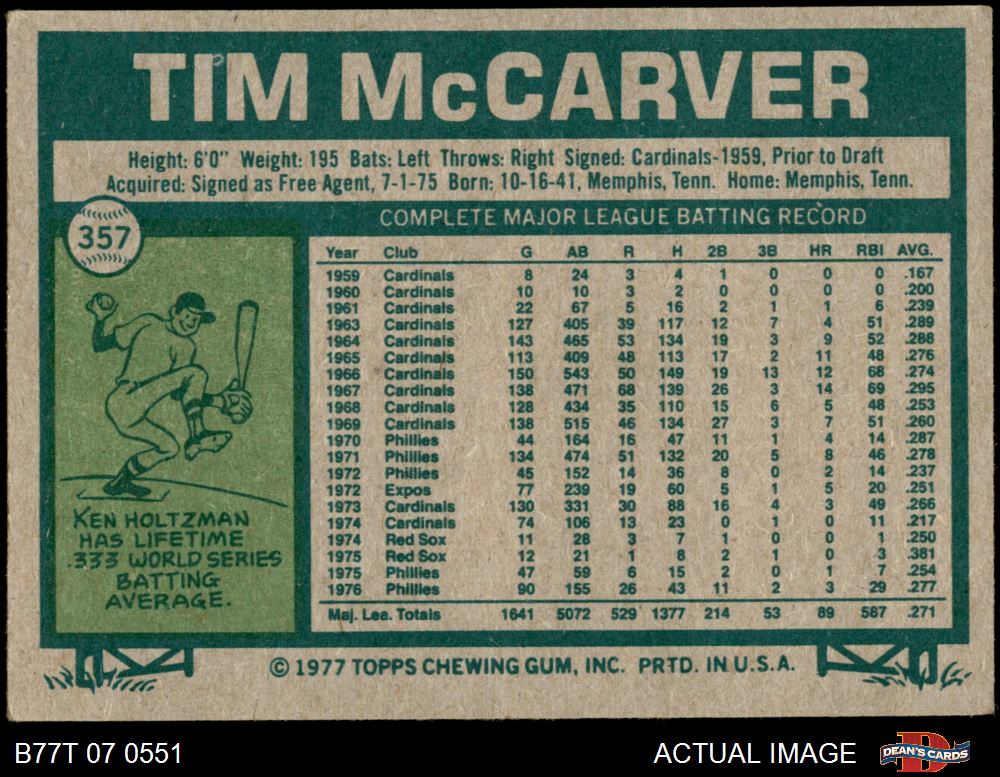 TIM McCARVER
Height: 6'0" Weight: 195 Bats: Left Throws: Right Signed: Cardinals-1959, Prior to Draft
Acquired: Signed as Free Agent, 7-1-75 Born: 10-16-41, Memphis, Tenn. Home: Memphis, Tenn.
357
COMPLETE MAJOR LEAGUE BATTING RECORD
Year Club G AB R H 2B 3B HR RBI AVG.
1959 Cardinals 8 24 3 4 1 0 0 0 .167
1960 Cardinals 10 10 3 2 0 0 0 0 .200
1961 Cardinals 22 67 5 16 2 1 1 6 .239
1963 Cardinals 127 405 39 117 12 7 4 51 .289
1964 Cardinals 143 465 53 134 19 3 9 52 .288
1965 Cardinals 113 409 48 113 17 2 11 48 .276
1966 Cardinals 150 543 50 149 19 13 12 68 .274
1967 Cardinals 138 471 68 139 26 3 14 69 .295
1968 Cardinals 128 434 35 110 15 6 5 48 .253
1969 Cardinals 138 515 46 134 27 3 7 51 .260
1970 Phillies 44 164 16 47 11 1 4 14 .287
1971 Phillies 134 474 51 132 20 5 8 46 .278
1972 Phillies 45 152 14 36 8 0 2 14 .237
1972 Expos 77 239 19 60 5 1 5 20 .251
1973 Cardinals 130 331 30 88 16 4 3 49 .266
1974 Cardinals 74 106 13 23 0 1 0 11 .217
1974 Red Sox 11 28 3 7 1 0 0 1 .250
1975 Red Sox 12 21 1 8 2 1 0 3 .381
1975 Phillies 47 59 6 15 2 0 1 7 .254
1976 Phillies 90 155 26 43 11 2 3 29 .277
Maj. Lea. Totals 1641 5072 529 1377 214 53 89 587 .271
KEN HOLTZMAN
HAS LIFETIME
.333 WORLD SERIES
BATTING
AVERAGE.
© 1977 TOPPS CHEWING GUM, INC. PRTD. IN U.S.A.
B77T 07 0551
ACTUAL IMAGE
DEAN'S CARDS